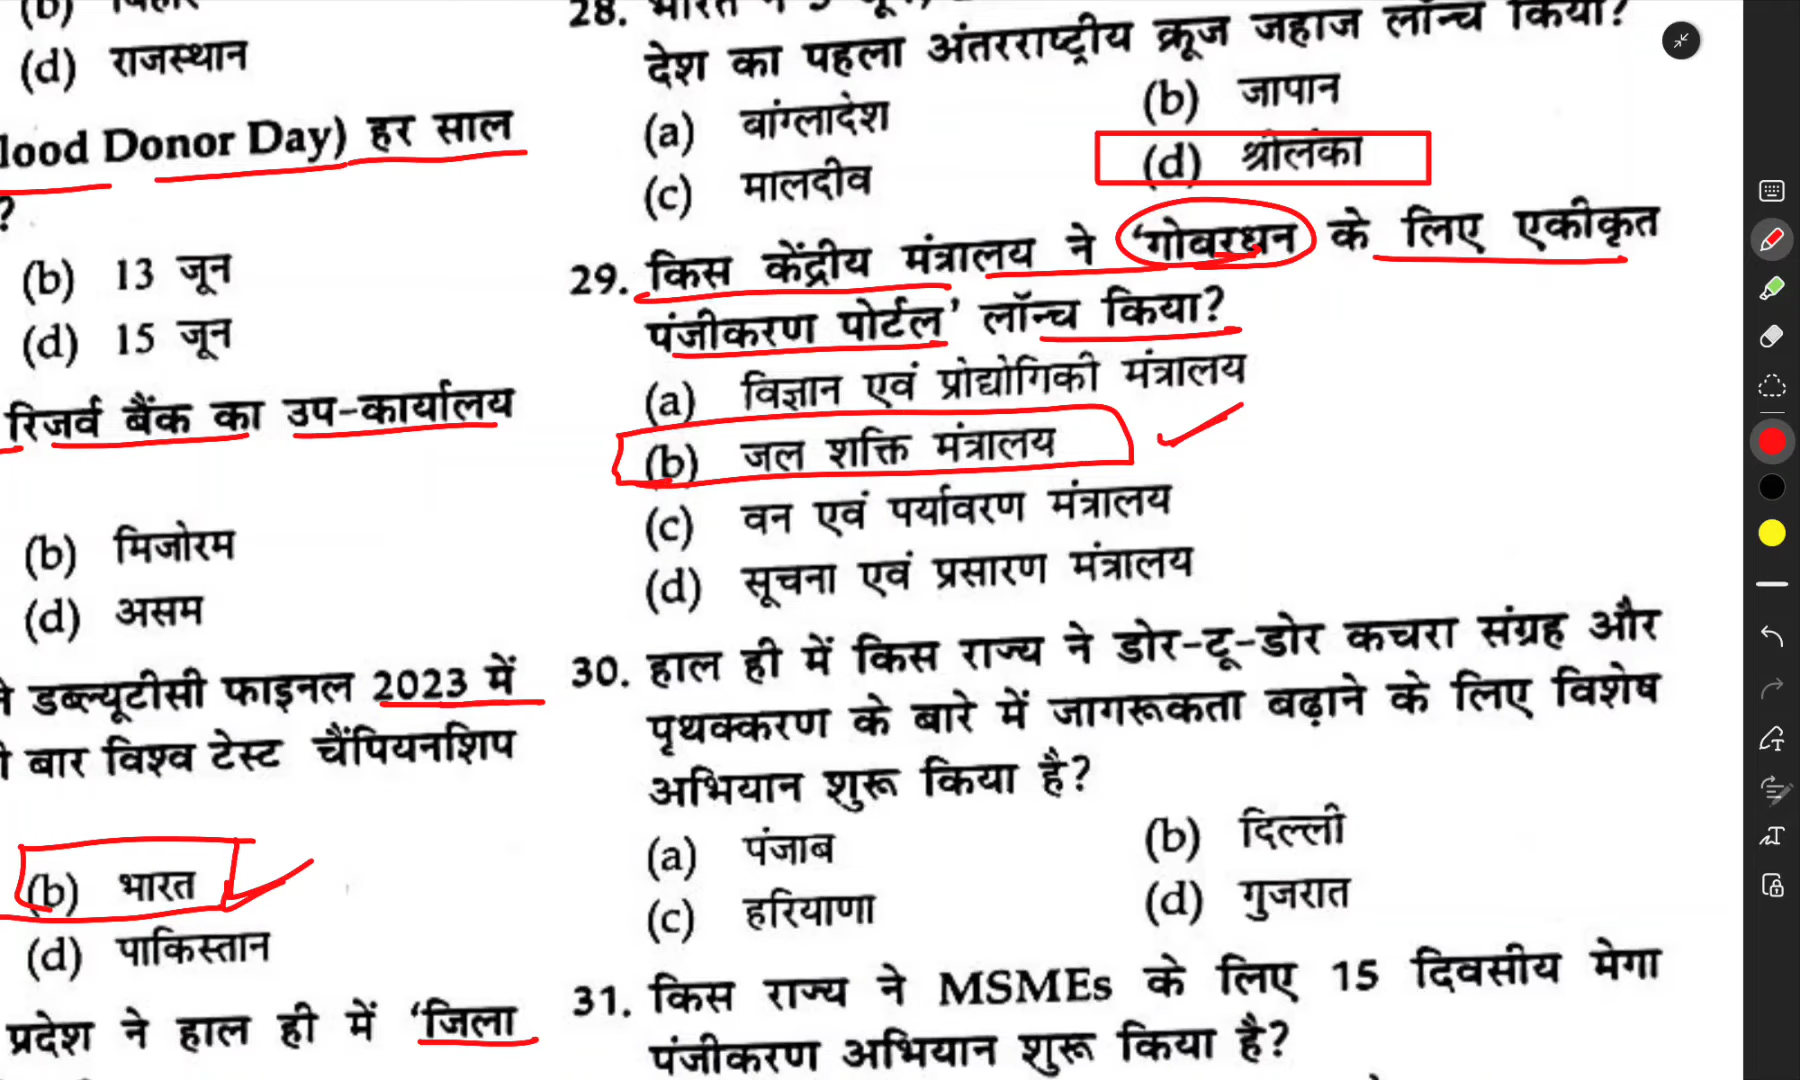 (b) बिहार
(d) राजस्थान
lood Donor Day) हर साल
?
(b) 13 जून
(d) 15 जून
रिजर्व बैंक का उप-कार्यालय
(b) मिजोरम
(d) असम
ने डब्ल्यूटीसी फाइनल 2023 में
बार विश्व टेस्ट चैंपियनशिप
(b) भारत
(d) पाकिस्तान
प्रदेश ने हाल ही में ‘जिला
28. भारत ने 5 जून,
देश का पहला अंतरराष्ट्रीय क्रूज जहाज लॉन्च किया?
(a) बांग्लादेश (b) जापान
(c) मालदीव (d) श्रीलंका
29. किस केंद्रीय मंत्रालय ने ‘गोबरधन के लिए एकीकृत
पंजीकरण पोर्टल’ लॉन्च किया?
(a) विज्ञान एवं प्रोद्योगिकी मंत्रालय
(b) जल शक्ति मंत्रालय
(c) वन एवं पर्यावरण मंत्रालय
(d) सूचना एवं प्रसारण मंत्रालय
30. हाल ही में किस राज्य ने डोर-टू-डोर कचरा संग्रह और
पृथक्करण के बारे में जागरूकता बढ़ाने के लिए विशेष
अभियान शुरू किया है?
(a) पंजाब (b) दिल्ली
(c) हरियाणा (d) गुजरात
31. किस राज्य ने MSMEs के लिए 15 दिवसीय मेगा
पंजीकरण अभियान शुरू किया है?